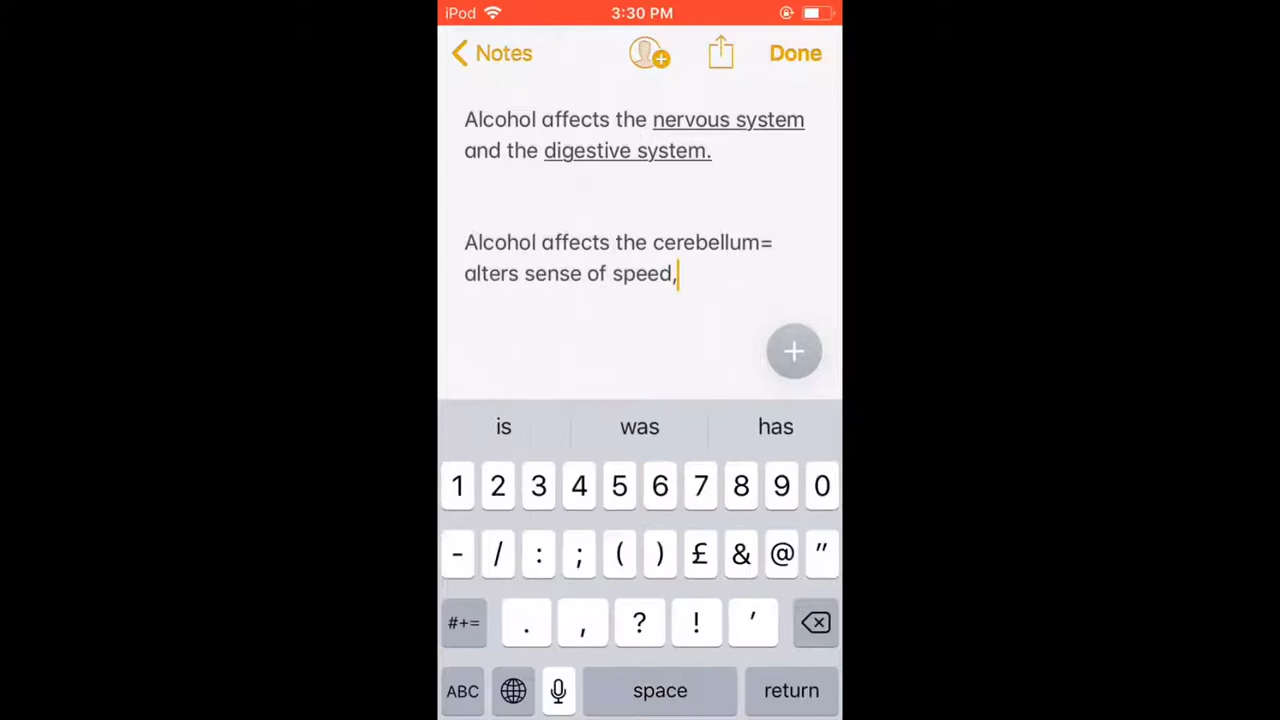 iPod 3:30 PM
Notes Done
Alcohol affects the nervous system
and the digestive system.
Alcohol affects the cerebellum=
alters sense of speed,
is was has
1 2 3 4 5 6 7 8 9 0
- / : ; ( ) £ & @ "
#+= . , ? ! '
ABC space return